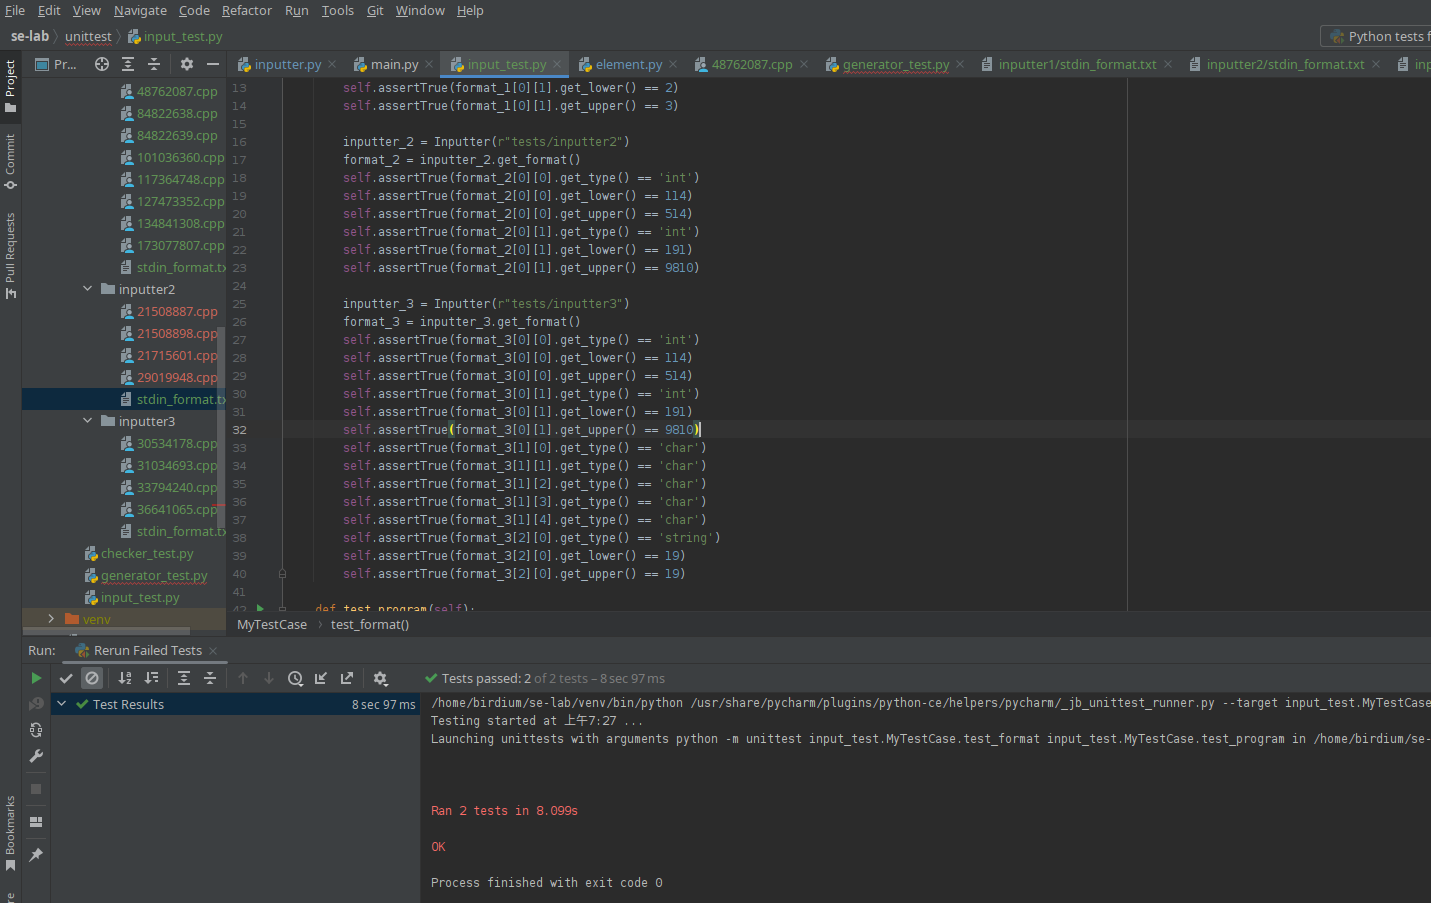 File Edit View Navigate Code Refactor Run Tools Git Window Help
se-lab unittest input_test.py Python tests f
Project Pr... inputter.py main.py input_test.py element.py 48762087.cpp generator_test.py inputter1/stdin_format.txt inputter2/stdin_format.txt inp
Commit
Pull Requests
48762087.cpp
84822638.cpp
84822639.cpp
101036360.cpp
117364748.cpp
127473352.cpp
134841308.cpp
173077807.cpp
stdin_format.tx
inputter2
21508887.cpp
21508898.cpp
21715601.cpp
29019948.cpp
stdin_format.tx
inputter3
30534178.cpp
31034693.cpp
33794240.cpp
36641065.cpp
stdin_format.tx
checker_test.py
generator_test.py
input_test.py
venv
13 self.assertTrue(format_1[0][1].get_lower() == 2)
14 self.assertTrue(format_1[0][1].get_upper() == 3)
15
16 inputter_2 = Inputter(r"tests/inputter2")
17 format_2 = inputter_2.get_format()
18 self.assertTrue(format_2[0][0].get_type() == 'int')
19 self.assertTrue(format_2[0][0].get_lower() == 114)
20 self.assertTrue(format_2[0][0].get_upper() == 514)
21 self.assertTrue(format_2[0][1].get_type() == 'int')
22 self.assertTrue(format_2[0][1].get_lower() == 191)
23 self.assertTrue(format_2[0][1].get_upper() == 9810)
24
25 inputter_3 = Inputter(r"tests/inputter3")
26 format_3 = inputter_3.get_format()
27 self.assertTrue(format_3[0][0].get_type() == 'int')
28 self.assertTrue(format_3[0][0].get_lower() == 114)
29 self.assertTrue(format_3[0][0].get_upper() == 514)
30 self.assertTrue(format_3[0][1].get_type() == 'int')
31 self.assertTrue(format_3[0][1].get_lower() == 191)
32 self.assertTrue(format_3[0][1].get_upper() == 9810)
33 self.assertTrue(format_3[1][0].get_type() == 'char')
34 self.assertTrue(format_3[1][1].get_type() == 'char')
35 self.assertTrue(format_3[1][2].get_type() == 'char')
36 self.assertTrue(format_3[1][3].get_type() == 'char')
37 self.assertTrue(format_3[1][4].get_type() == 'char')
38 self.assertTrue(format_3[2][0].get_type() == 'string')
39 self.assertTrue(format_3[2][0].get_lower() == 19)
40 self.assertTrue(format_3[2][0].get_upper() == 19)
41
42 def test_program(self):
MyTestCase test_format()
Run: Rerun Failed Tests
Tests passed: 2 of 2 tests – 8 sec 97 ms
Test Results 8 sec 97 ms
/home/birdium/se-lab/venv/bin/python /usr/share/pycharm/plugins/python-ce/helpers/pycharm/_jb_unittest_runner.py --target input_test.MyTestCase
Testing started at 上午7:27 ...
Launching unittests with arguments python -m unittest input_test.MyTestCase.test_format input_test.MyTestCase.test_program in /home/birdium/se-
Ran 2 tests in 8.099s
OK
Process finished with exit code 0
Bookmarks
re